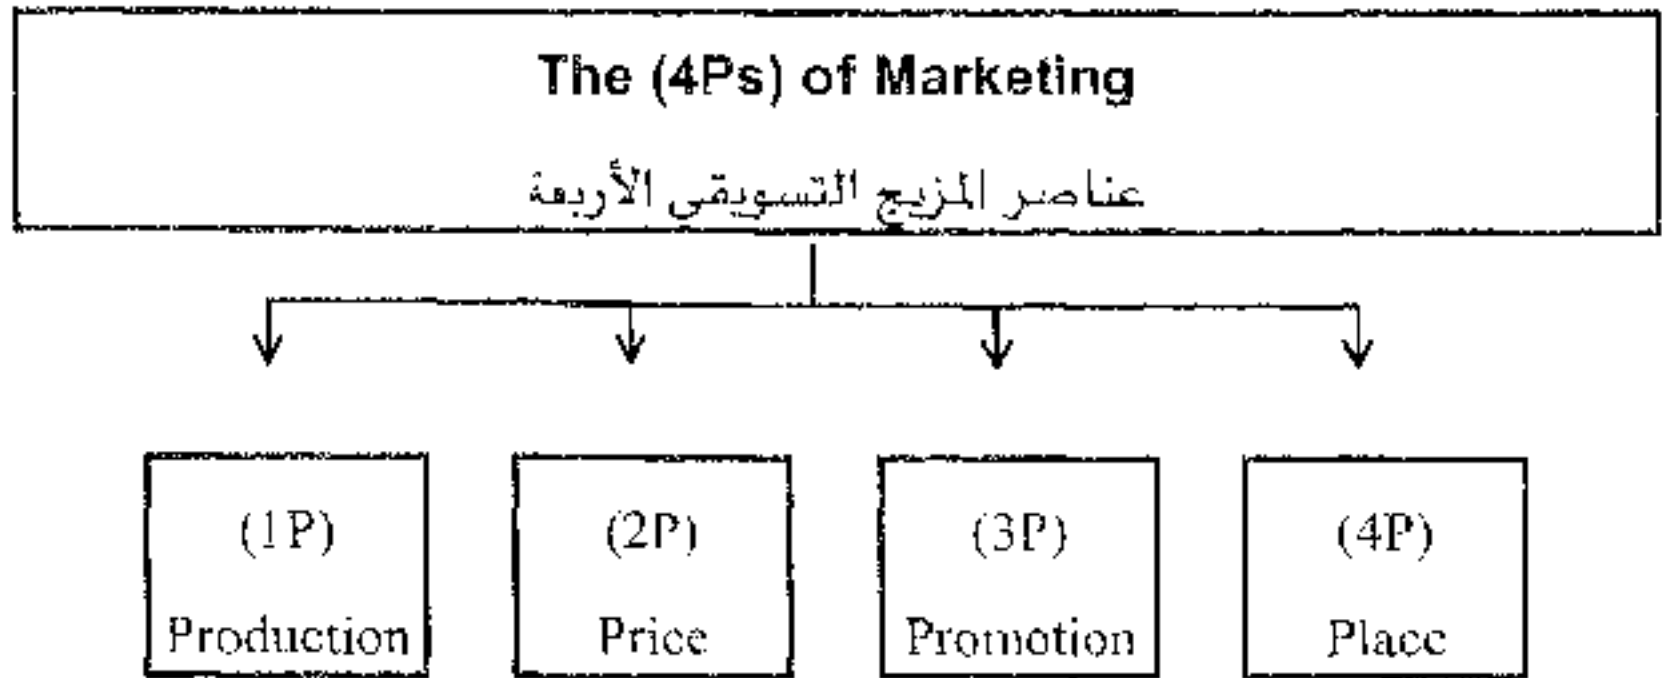 The (4Ps) of Marketing
عناصر المزيج التسويقى الأربعة
(1P)
Production
(2P)
Price
(3P)
Promotion
(4P)
Place